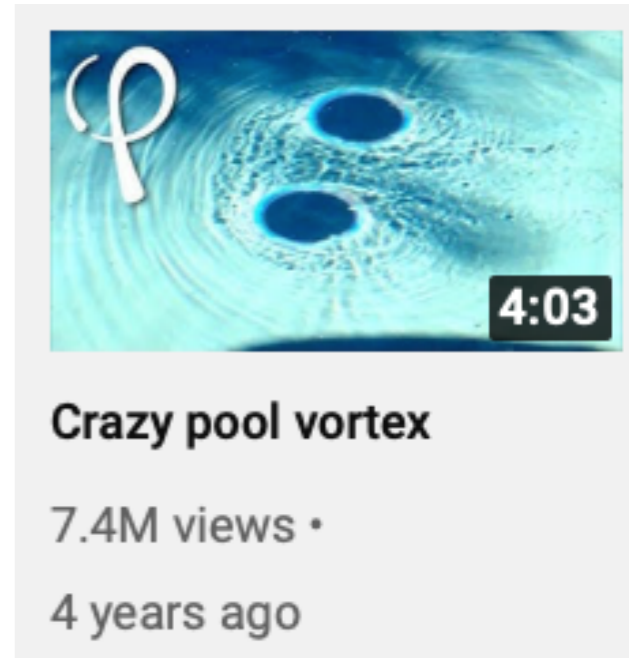 φ
4:03
Crazy pool vortex
7.4M views •
4 years ago